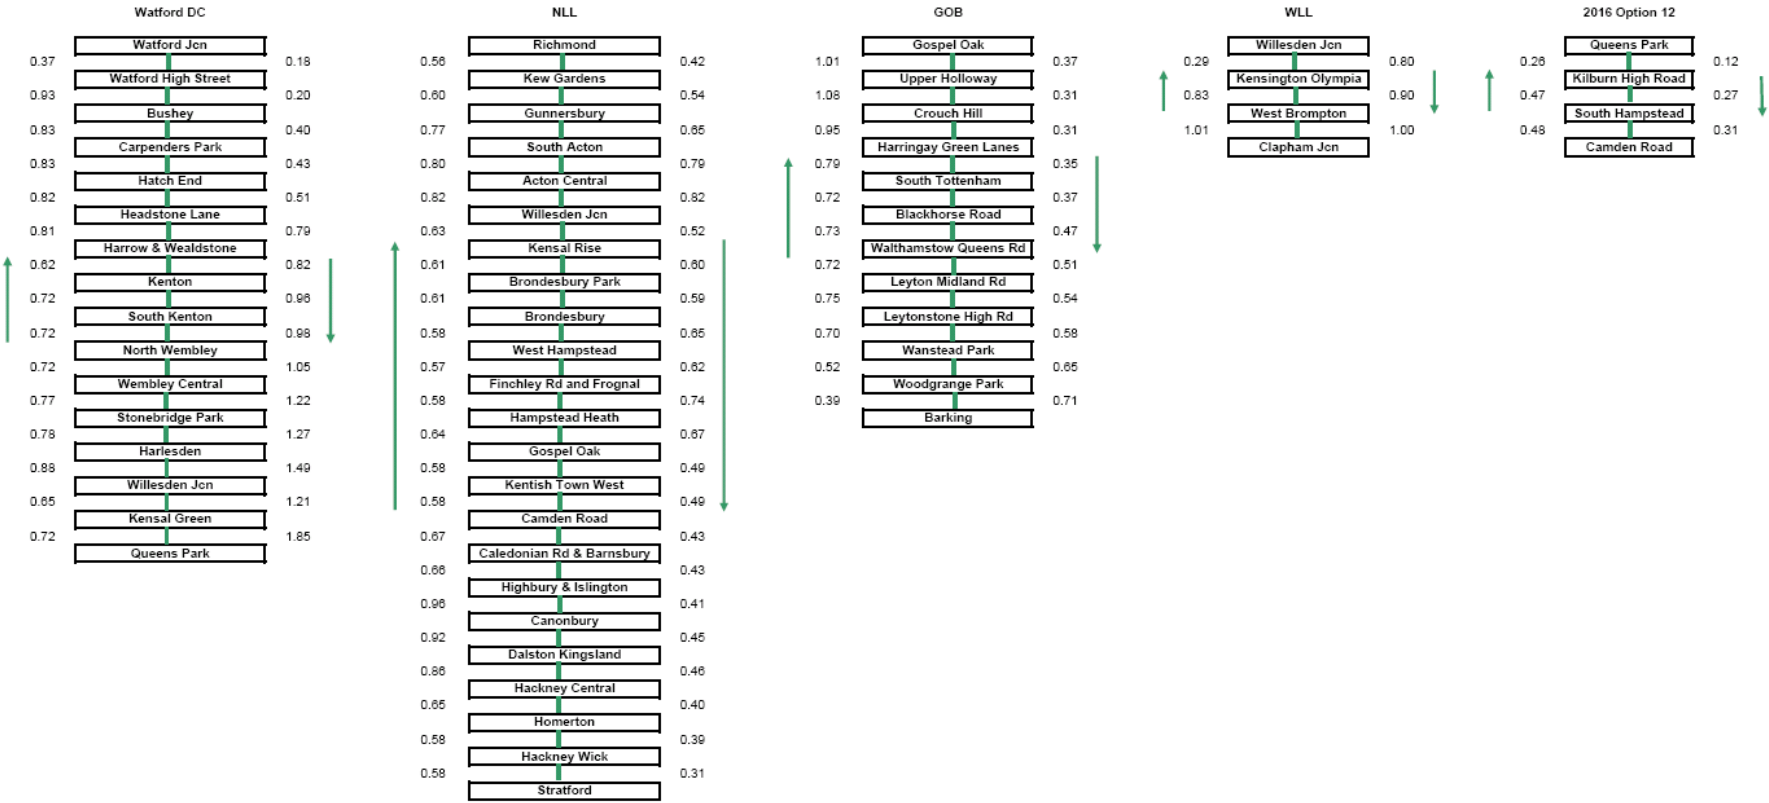 Watford DC
Watford Jcn
0.37 0.18
Watford High Street
0.93 0.20
Bushey
0.83 0.40
Carpenders Park
0.83 0.43
Hatch End
0.82 0.51
Headstone Lane
0.81 0.79
Harrow & Wealdstone
0.62 0.82
Kenton
0.72 0.96
South Kenton
0.72 0.98
North Wembley
0.72 1.05
Wembley Central
0.77 1.22
Stonebridge Park
0.78 1.27
Harlesden
0.88 1.49
Willesden Jcn
0.65 1.21
Kensal Green
0.72 1.85
Queens Park
NLL
Richmond
0.56 0.42
Kew Gardens
0.60 0.54
Gunnersbury
0.77 0.65
South Acton
0.80 0.79
Acton Central
0.82 0.82
Willesden Jcn
0.63 0.52
Kensal Rise
0.61 0.60
Brondesbury Park
0.61 0.59
Brondesbury
0.58 0.65
West Hampstead
0.57 0.62
Finchley Rd and Frognal
0.58 0.74
Hampstead Heath
0.64 0.67
Gospel Oak
0.58 0.49
Kentish Town West
0.58 0.49
Camden Road
0.67 0.43
Caledonian Rd & Barnsbury
0.66 0.43
Highbury & Islington
0.96 0.41
Canonbury
0.92 0.45
Dalston Kingsland
0.86 0.46
Hackney Central
0.65 0.40
Homerton
0.58 0.39
Hackney Wick
0.58 0.31
Stratford
GOB
Gospel Oak
1.01 0.37
Upper Holloway
1.08 0.31
Crouch Hill
0.95 0.31
Harringay Green Lanes
0.79 0.35
South Tottenham
0.72 0.37
Blackhorse Road
0.73 0.47
Walthamstow Queens Rd
0.72 0.51
Leyton Midland Rd
0.75 0.54
Leytonstone High Rd
0.70 0.58
Wanstead Park
0.52 0.65
Woodgrange Park
0.39 0.71
Barking
WLL
Willesden Jcn
0.29 0.80
Kensington Olympia
0.83 0.90
West Brompton
1.01 1.00
Clapham Jcn
2016 Option 12
Queens Park
0.26 0.12
Kilburn High Road
0.47 0.27
South Hampstead
0.48 0.31
Camden Road